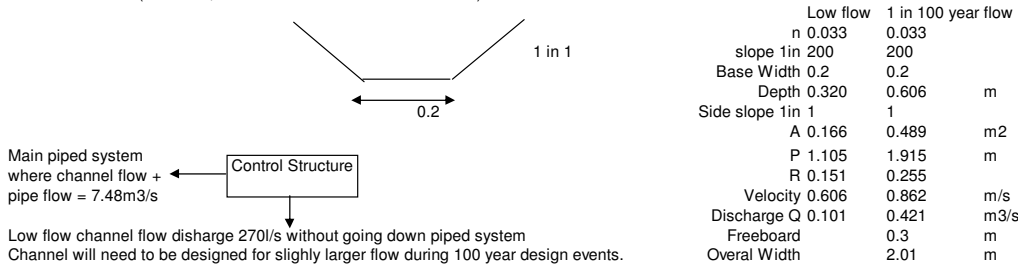 1 in 1
0.2
Main piped system
where channel flow +
pipe flow = 7.48m3/s
Control Structure
Low flow channel flow disharge 270l/s without going down piped system
Channel will need to be designed for slighly larger flow during 100 year design events.
Low flow 1 in 100 year flow
n 0.033 0.033
slope 1in 200 200
Base Width 0.2 0.2
Depth 0.320 0.606 m
Side slope 1in 1 1
A 0.166 0.489 m2
P 1.105 1.915 m
R 0.151 0.255
Velocity 0.606 0.862 m/s
Discharge Q 0.101 0.421 m3/s
Freeboard 0.3 m
Overal Width 2.01 m